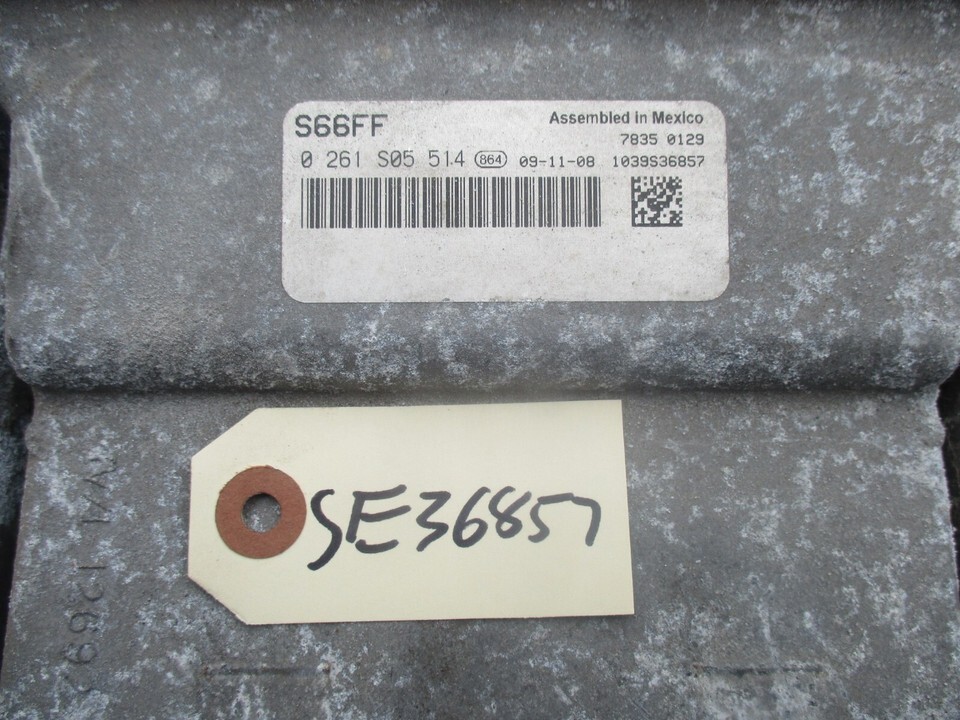 S66FF
Assembled in Mexico
7835 0129
0 261 S05 514 864 09-11-08 1039S36857
SE36857